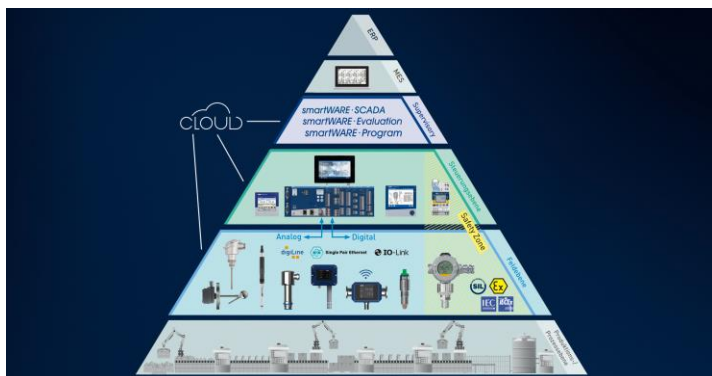 ERP
MES
smartWARE·SCADA
smartWARE·Evaluation
smartWARE·Program
Supervisory
CLOUD
Steuerungsebene
Analog
Digital
Safety Zone
digiLine
Single Pair Ethernet
IO-Link
Feldebene
SIL
Ex
IEC